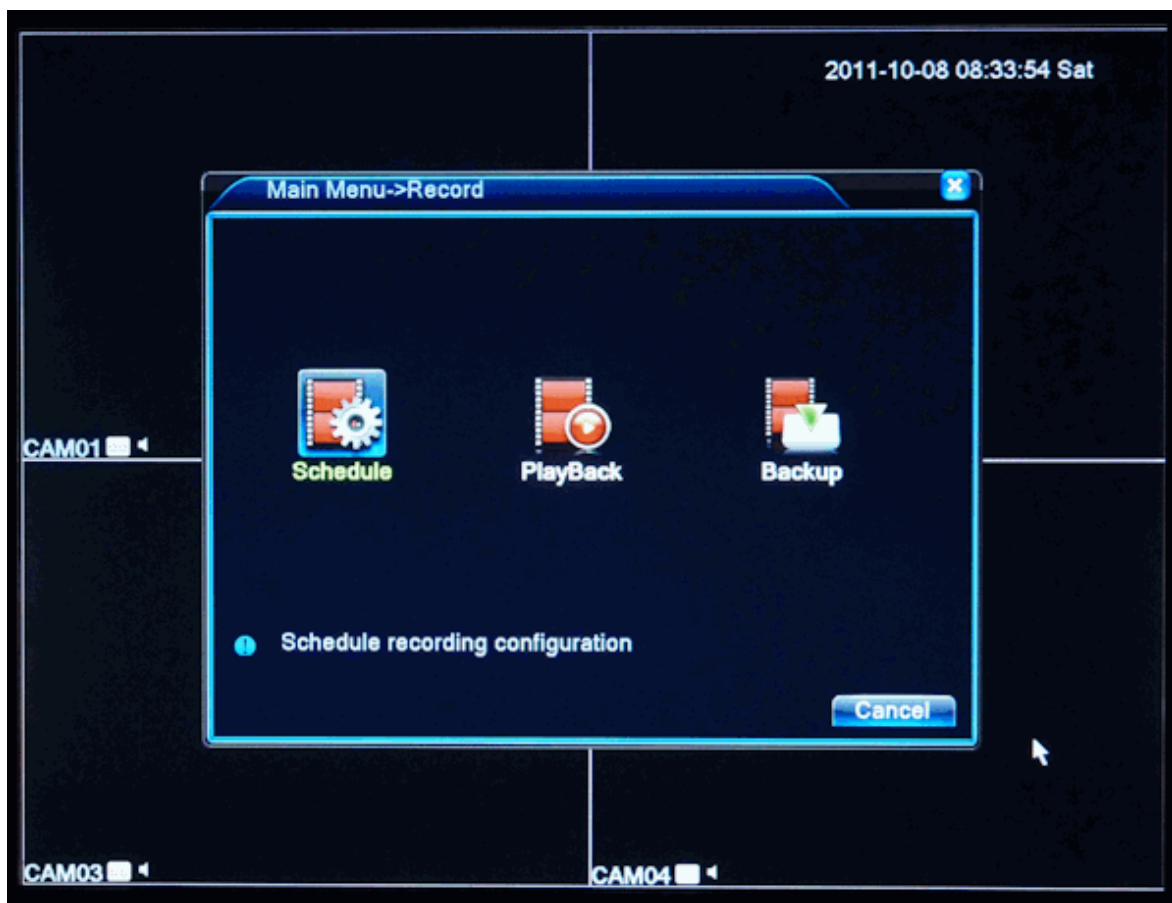 2011-10-08 08:33:54 Sat
Main Menu->Record
Schedule
PlayBack
Backup
CAM01
Schedule recording configuration
Cancel
CAM03
CAM04